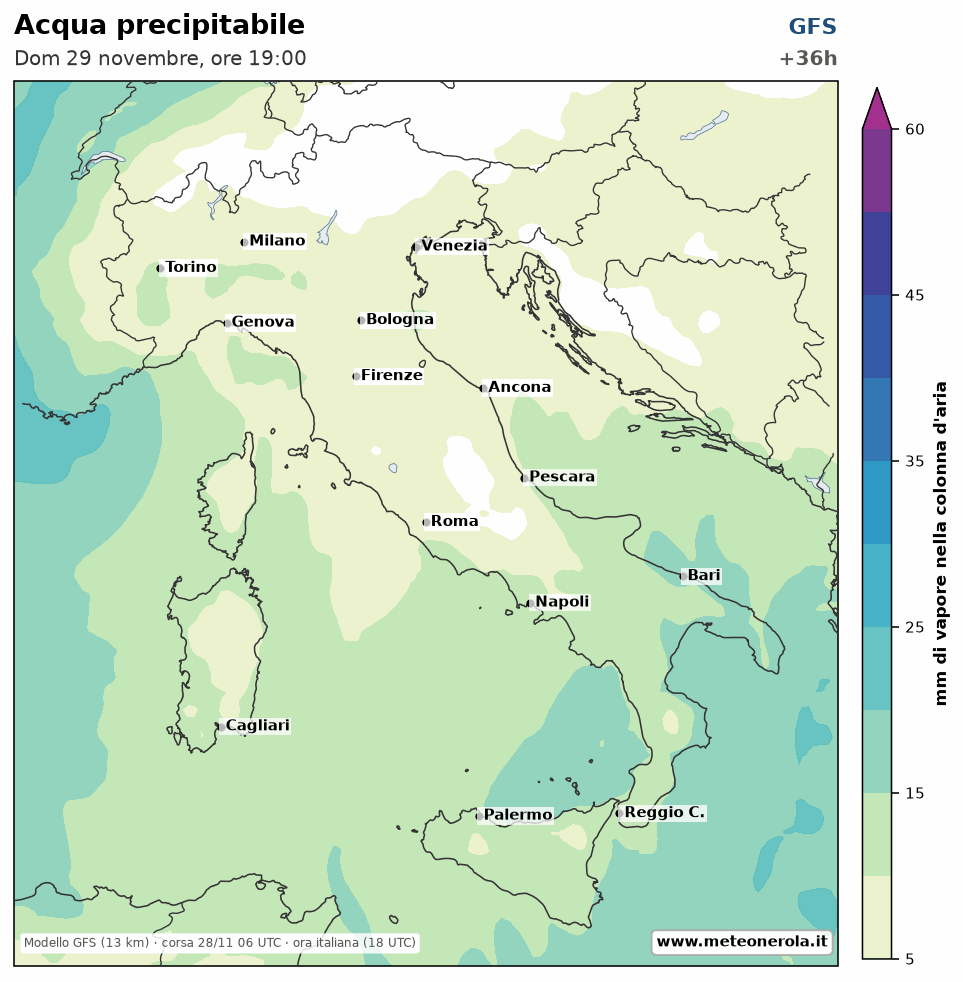 Acqua precipitabile
GFS
Dom 29 novembre, ore 19:00
+36h
60
45
35
25
15
5
mm di vapore nella colonna d'aria
Milano
Venezia
Torino
Genova
Bologna
Firenze
Ancona
Pescara
Roma
Bari
Napoli
Cagliari
Palermo
Reggio C.
Modello GFS (13 km) · corsa 28/11 06 UTC · ora italiana (18 UTC)
www.meteonerola.it